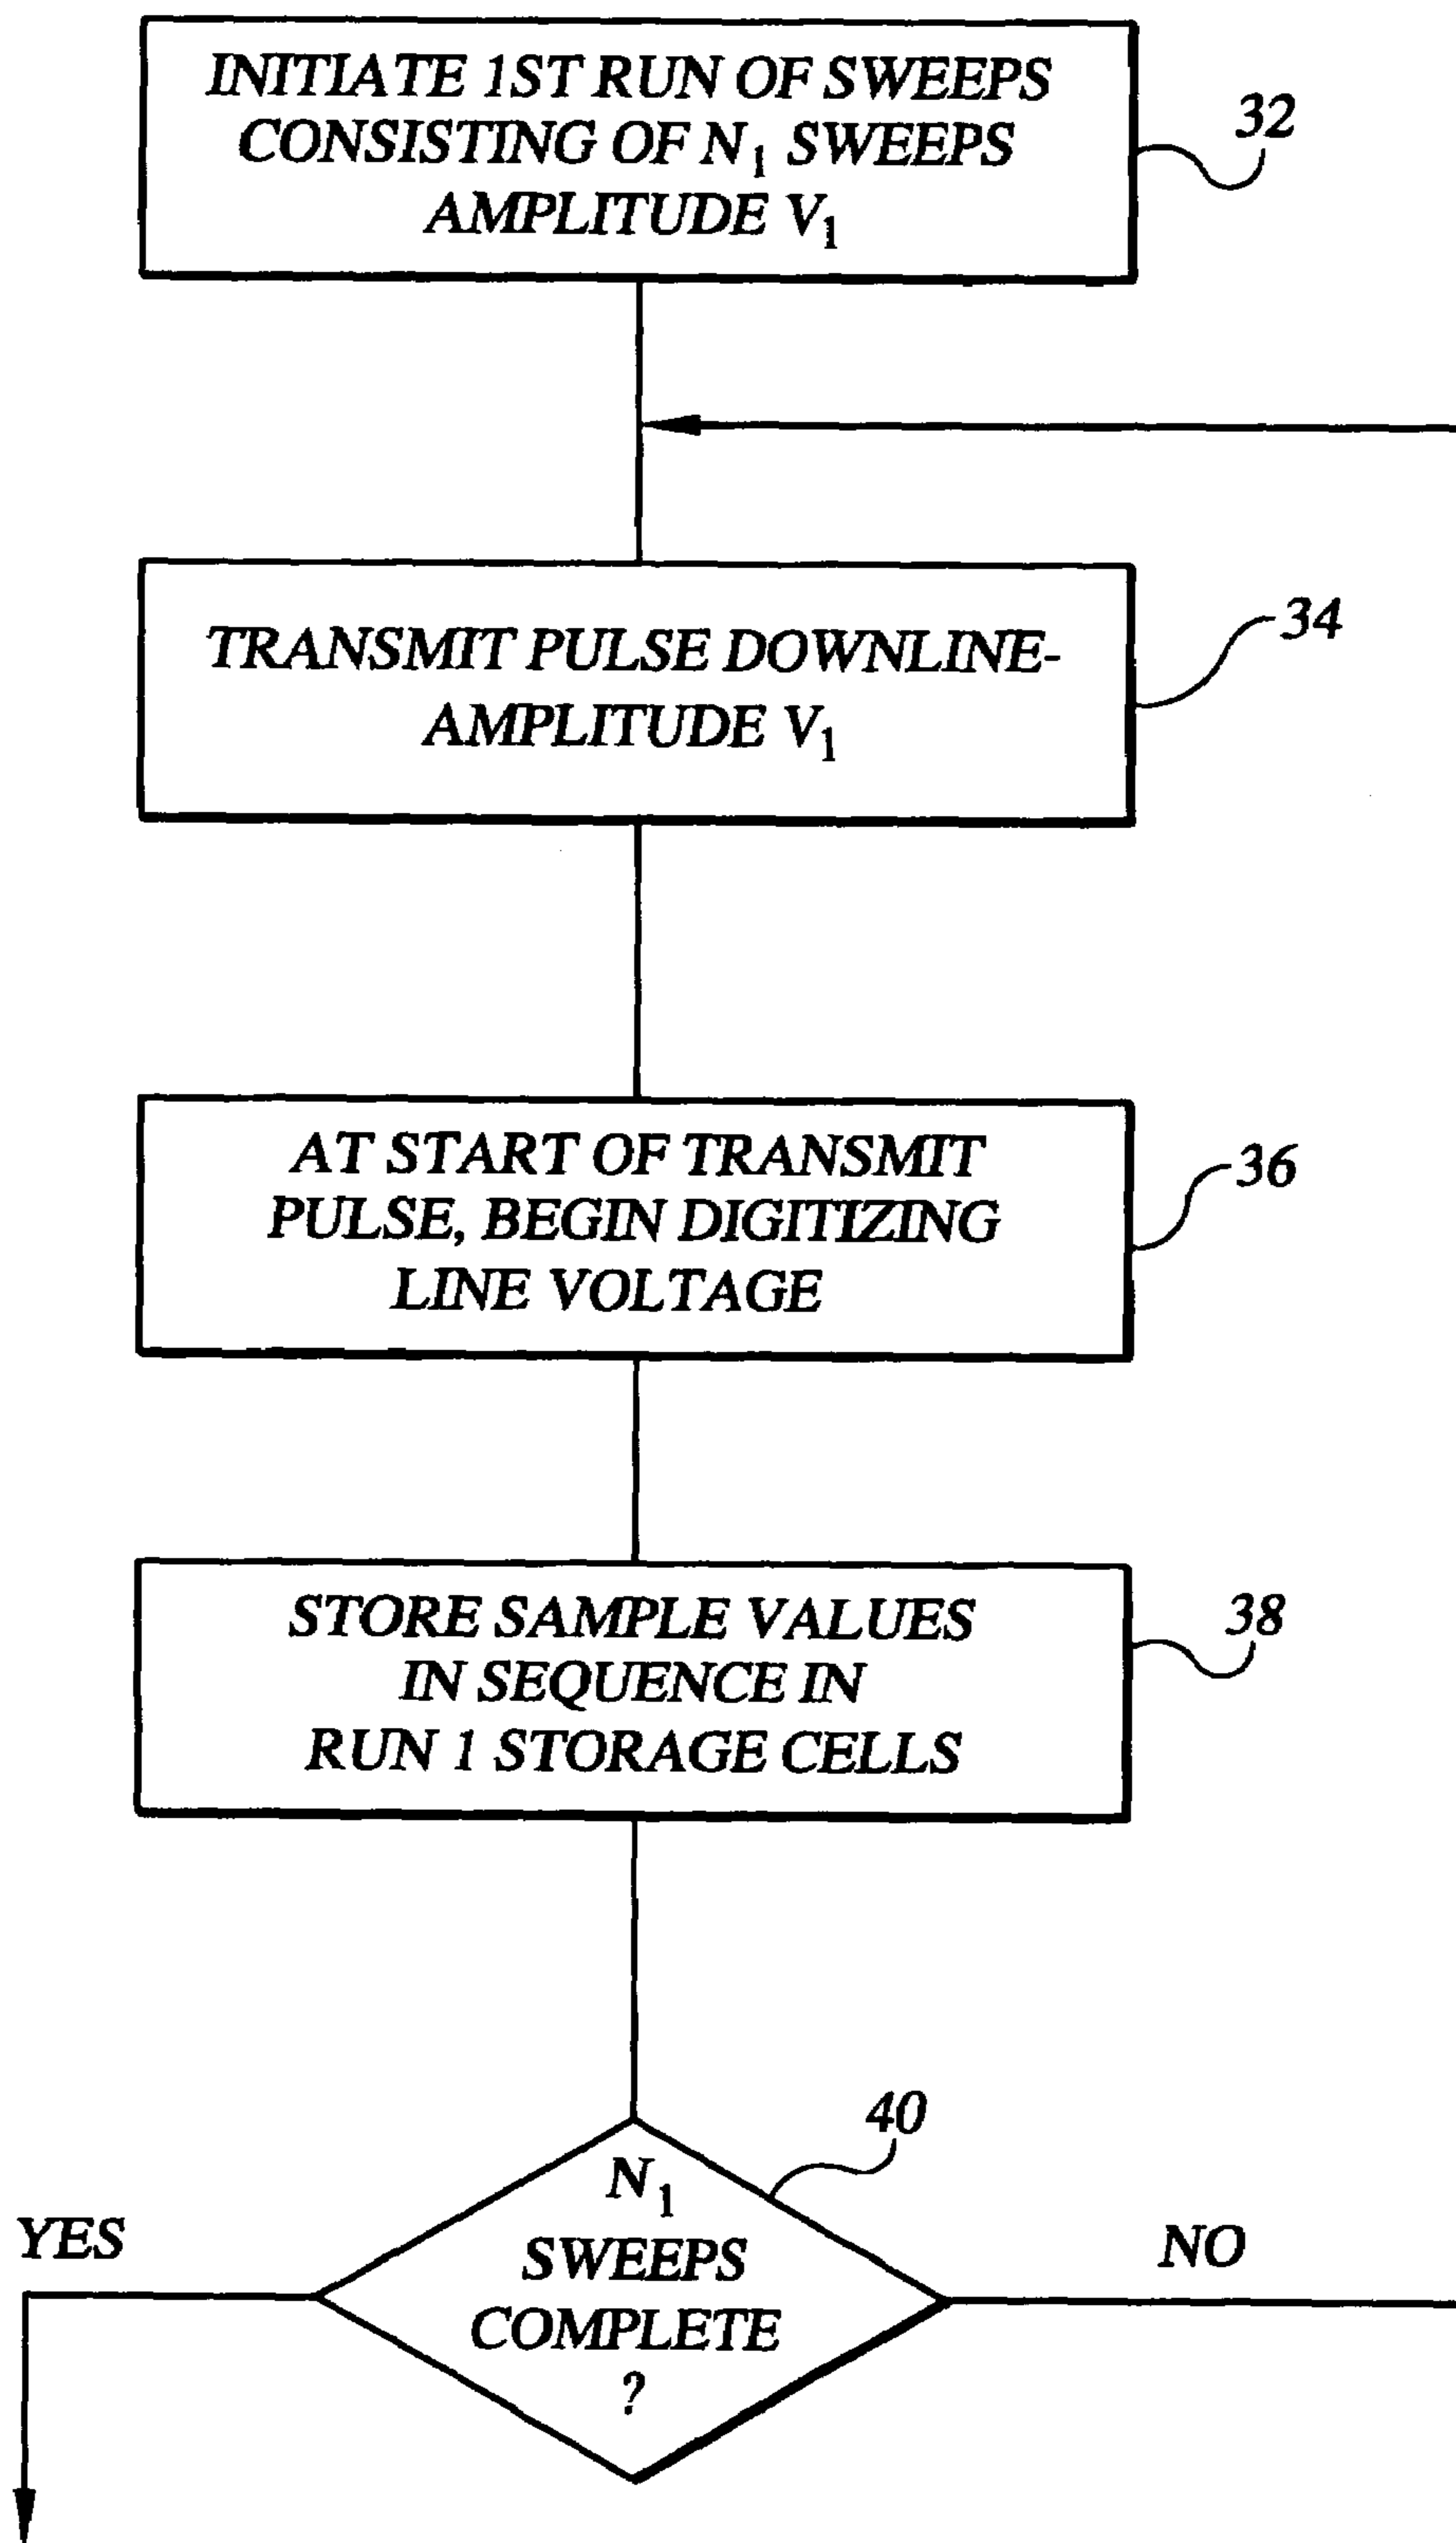 INITIATE 1ST RUN OF SWEEPS
CONSISTING OF N₁ SWEEPS
AMPLITUDE V₁
32
TRANSMIT PULSE DOWNLINE-
AMPLITUDE V₁
34
AT START OF TRANSMIT
PULSE, BEGIN DIGITIZING
LINE VOLTAGE
36
STORE SAMPLE VALUES
IN SEQUENCE IN
RUN 1 STORAGE CELLS
38
40
N₁
SWEEPS
COMPLETE
?
YES
NO